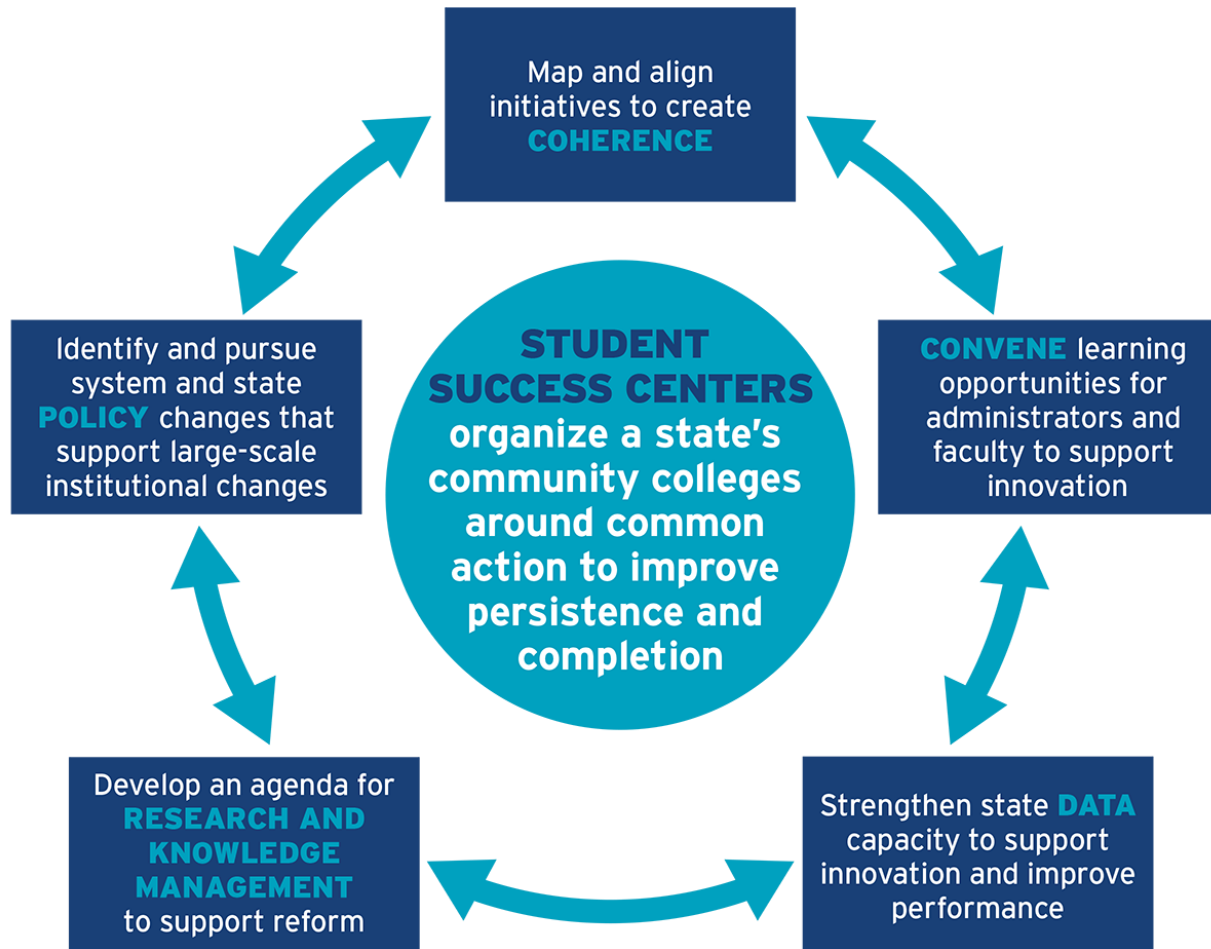 Map and align
initiatives to create
COHERENCE
STUDENT
SUCCESS CENTERS
organize a state’s
community colleges
around common
action to improve
persistence and
completion
CONVENE learning
opportunities for
administrators and
faculty to support
innovation
Strengthen state DATA
capacity to support
innovation and improve
performance
Develop an agenda for
RESEARCH AND
KNOWLEDGE
MANAGEMENT
to support reform
Identify and pursue
system and state
POLICY changes that
support large-scale
institutional changes